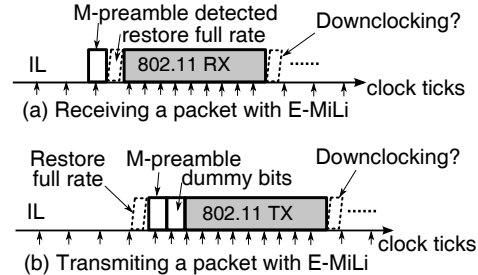 M-preamble detected
restore full rate
Downclocking?
IL
802.11 RX
clock ticks
(a) Receiving a packet with E-MiLi
Restore
full rate
M-preamble
dummy bits
Downclocking?
IL
802.11 TX
clock ticks
(b) Transmiting a packet with E-MiLi